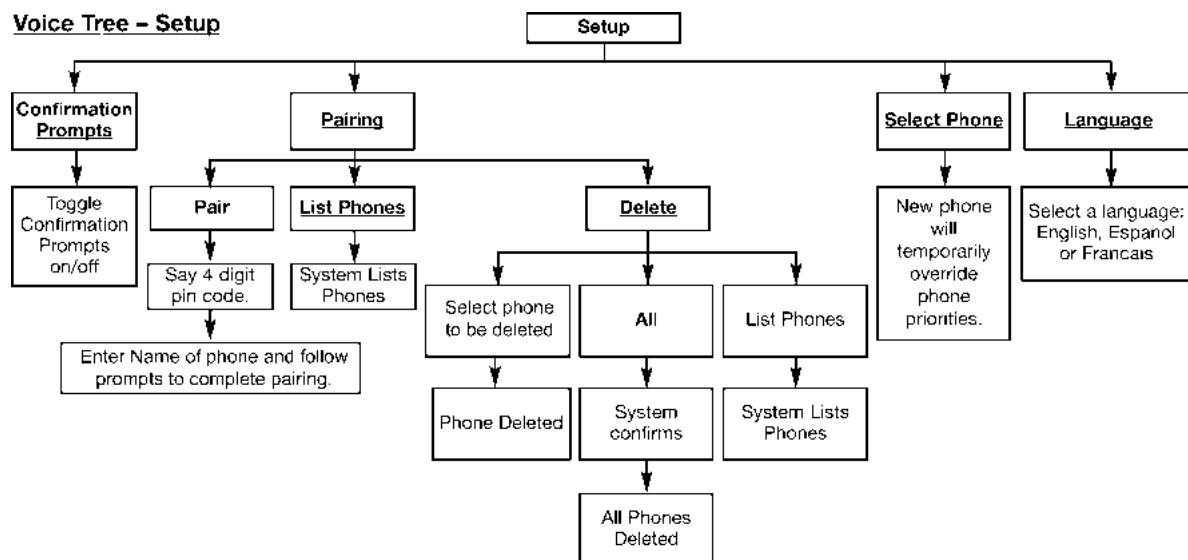 Voice Tree – Setup
Setup
Confirmation
Prompts
Pairing
Select Phone
Language
Toggle
Confirmation
Prompts
on/off
Pair
List Phones
Delete
New phone
will
temporarily
override
phone
priorities.
Select a language:
English, Espanol
or Francais
Say 4 digit
pin code.
System Lists
Phones
Select phone
to be deleted
All
List Phones
Enter Name of phone and follow
prompts to complete pairing.
Phone Deleted
System
confirms
System Lists
Phones
All Phones
Deleted